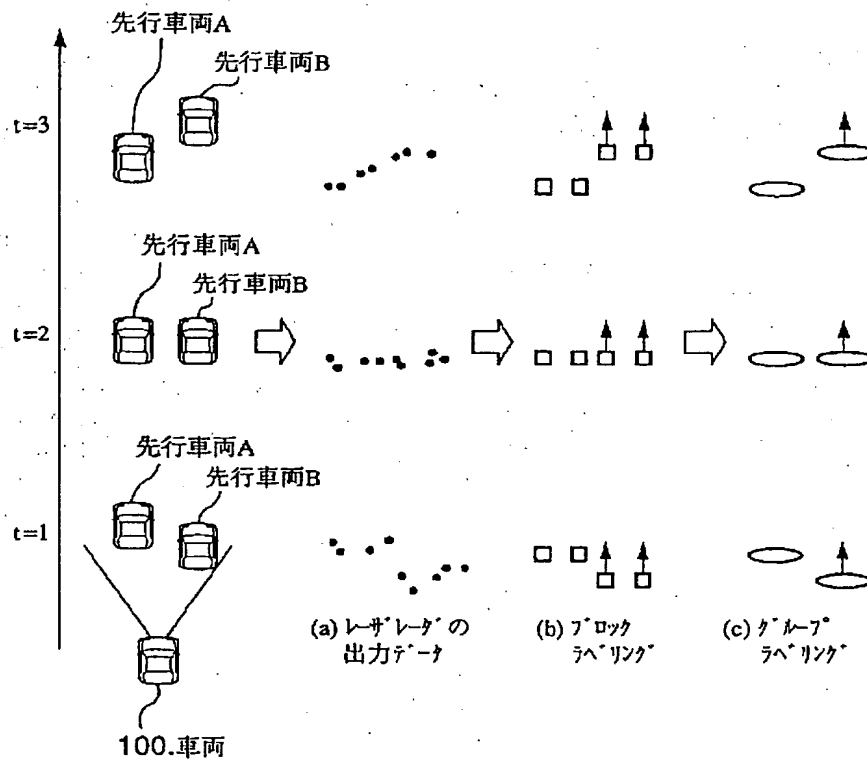 先行車両A
先行車両B
t=3
先行車両A
先行車両B
t=2
先行車両A
先行車両B
t=1
(a) レーザレーダの
出力データ
(b) ブロック
ラベリング
(c) グループ
ラベリング
100.車両